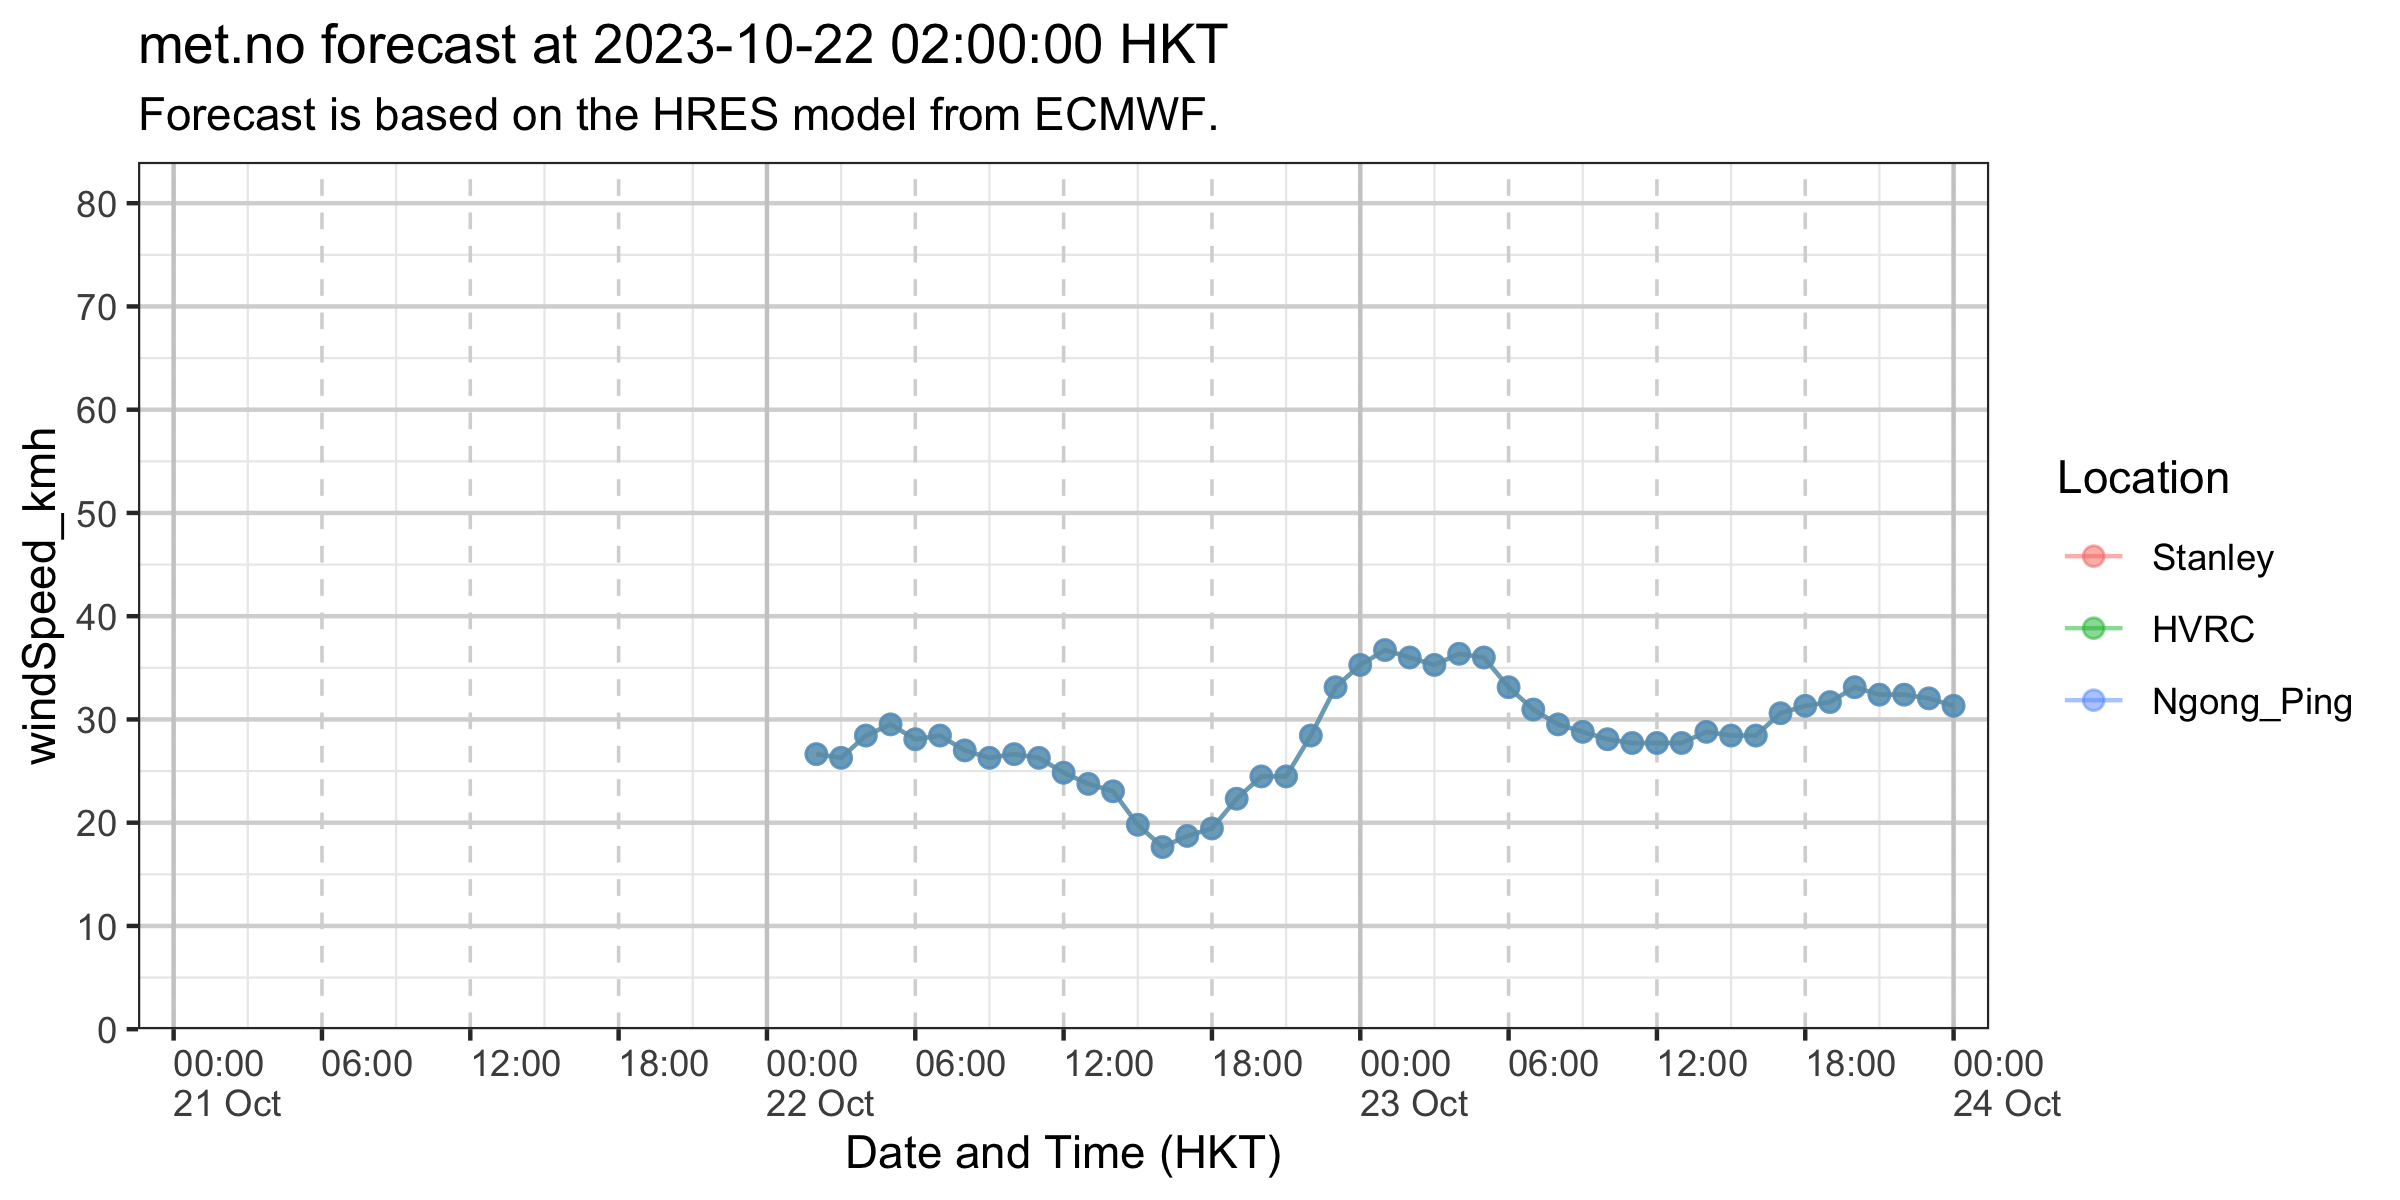 met.no forecast at 2023-10-22 02:00:00 HKT
Forecast is based on the HRES model from ECMWF.
windSpeed_kmh
80
70
60
50
40
30
20
10
0
00:00 06:00 12:00 18:00 00:00 06:00 12:00 18:00 00:00 06:00 12:00 18:00 00:00
21 Oct 22 Oct 23 Oct 24 Oct
Date and Time (HKT)
Location
Stanley
HVRC
Ngong_Ping